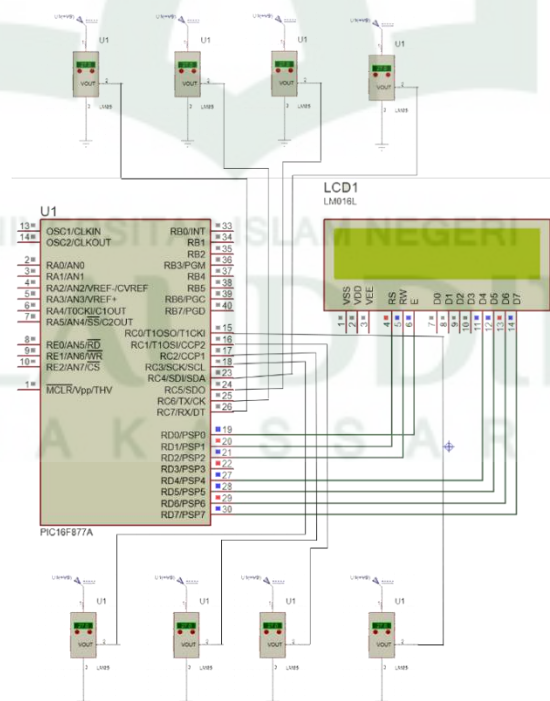 U1
U1
U1
U1
VOUT
VOUT
VOUT
VOUT
LM35
LM35
LM35
LM35
LCD1
LM016L
VSS
VDD
VEE
RS
RW
E
D0
D1
D2
D3
D4
D5
D6
D7
1
2
3
4
5
6
7
8
9
10
11
12
13
14
U1
13 OSC1/CLKIN
14 OSC2/CLKOUT
2 RA0/AN0
3 RA1/AN1
4 RA2/AN2/VREF-/CVREF
5 RA3/AN3/VREF+
6 RA4/T0CKI/C1OUT
7 RA5/AN4/SS/C2OUT
8 RE0/AN5/RD
9 RE1/AN6/WR
10 RE2/AN7/CS
1 MCLR/Vpp/THV
RB0/INT 33
RB1 34
RB2 35
RB3/PGM 36
RB4 37
RB5 38
RB6/PGC 39
RB7/PGD 40
RC0/T1OSO/T1CKI 15
RC1/T1OSI/CCP2 16
RC2/CCP1 17
RC3/SCK/SCL 18
RC4/SDI/SDA 23
RC5/SDO 24
RC6/TX/CK 25
RC7/RX/DT 26
RD0/PSP0 19
RD1/PSP1 20
RD2/PSP2 21
RD3/PSP3 22
RD4/PSP4 27
RD5/PSP5 28
RD6/PSP6 29
RD7/PSP7 30
PIC16F877A
ISLAM NEGERI
AKASSAR
U1
U1
U1
U1
VOUT
VOUT
VOUT
VOUT
LM35
LM35
LM35
LM35